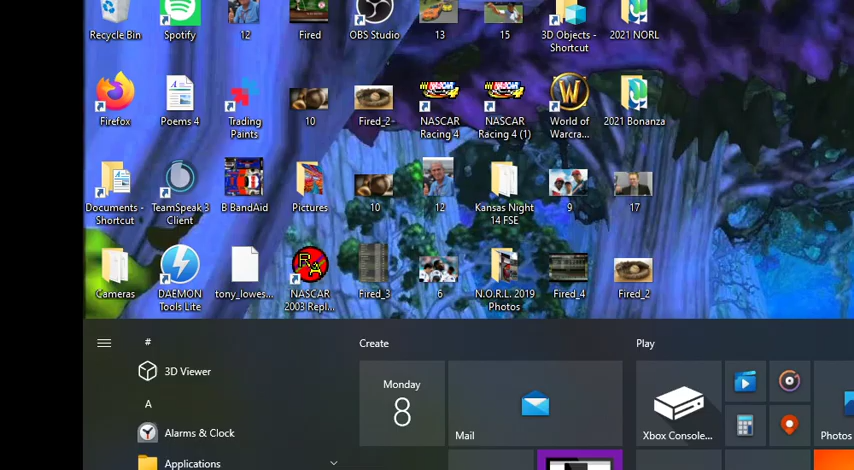 Recycle Bin
Spotify
12
Fired
OBS Studio
13
15
3D Objects -
Shortcut
2021 NORL
Firefox
Poems 4
Trading
Paints
10
Fired_2-
NASCAR
Racing 4
NASCAR
Racing 4 (1)
World of
Warcra...
2021 Bonanza
Documents -
Shortcut
TeamSpeak 3
Client
B BandAid
Pictures
10
12
Kansas Night
14 FSE
9
17
Cameras
DAEMON
Tools Lite
tony_lowes...
NASCAR
2003 Repl...
Fired_3
6
N.O.R.L. 2019
Photos
Fired_4
Fired_2
#
Create
Play
3D Viewer
A
Monday
8
Mail
Xbox Console...
Photos
Alarms & Clock
Applications